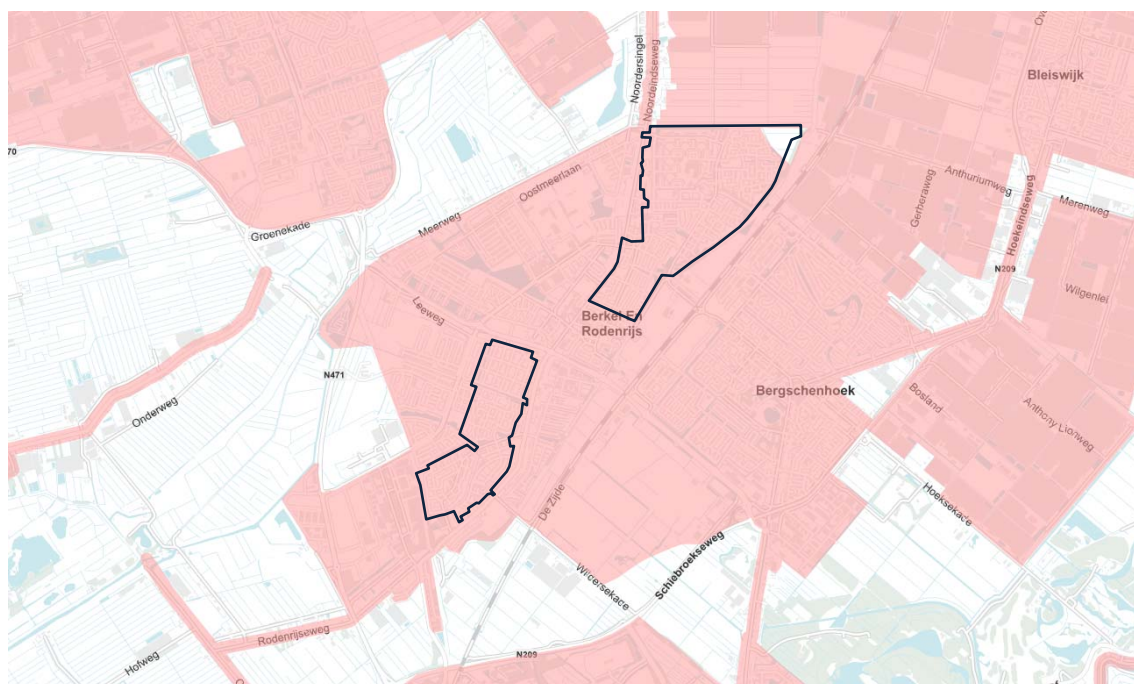 Bleiswijk
Noordersingel
Noordeindseweg
70
Anthuriumweg
Gerberaweg
Merenweg
Hoekeindseweg
Oostmeerlaan
Meerweg
Groenekade
N209
Wilgenlei
Leeweg
Berkel En
Rodenrijs
N471
Bergschenhoek
Bosland
Anthony Lionweg
Onderweg
Hoeksekade
De Zijde
Schiebroekseweg
Wildersekade
Rodenrijseweg
Hofweg
N209